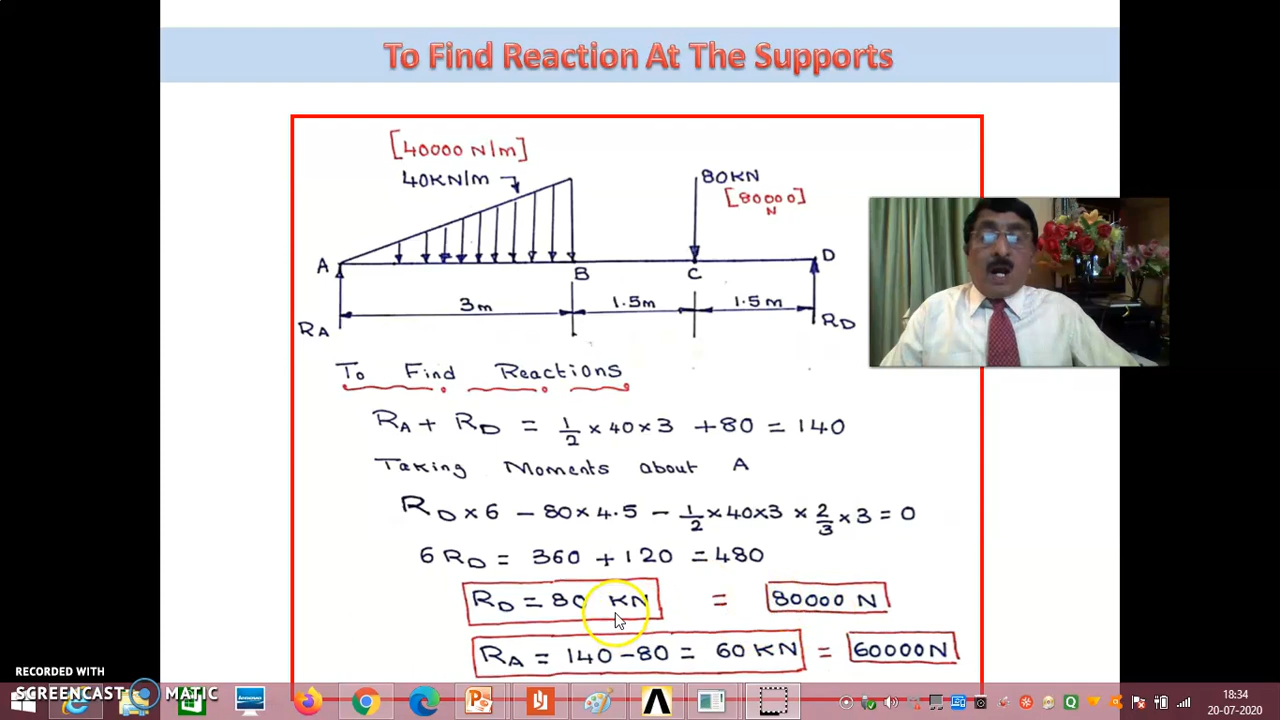 To Find Reaction At The Supports
[40000 N/m]
40KN/m
80KN
[80000]
N
A
B
C
D
3m
1.5m
1.5m
RA
RD
To Find Reactions
RA + RD = 1/2 × 40 × 3 + 80 = 140
Taking Moments about A
RD × 6 - 80 × 4.5 - 1/2 × 40 × 3 × 2/3 × 3 = 0
6 RD = 360 + 120 = 480
RD = 80 KN = 80000 N
RA = 140 - 80 = 60 KN = 60000 N
RECORDED WITH
SCREENCAST MATIC
18:34
20-07-2020